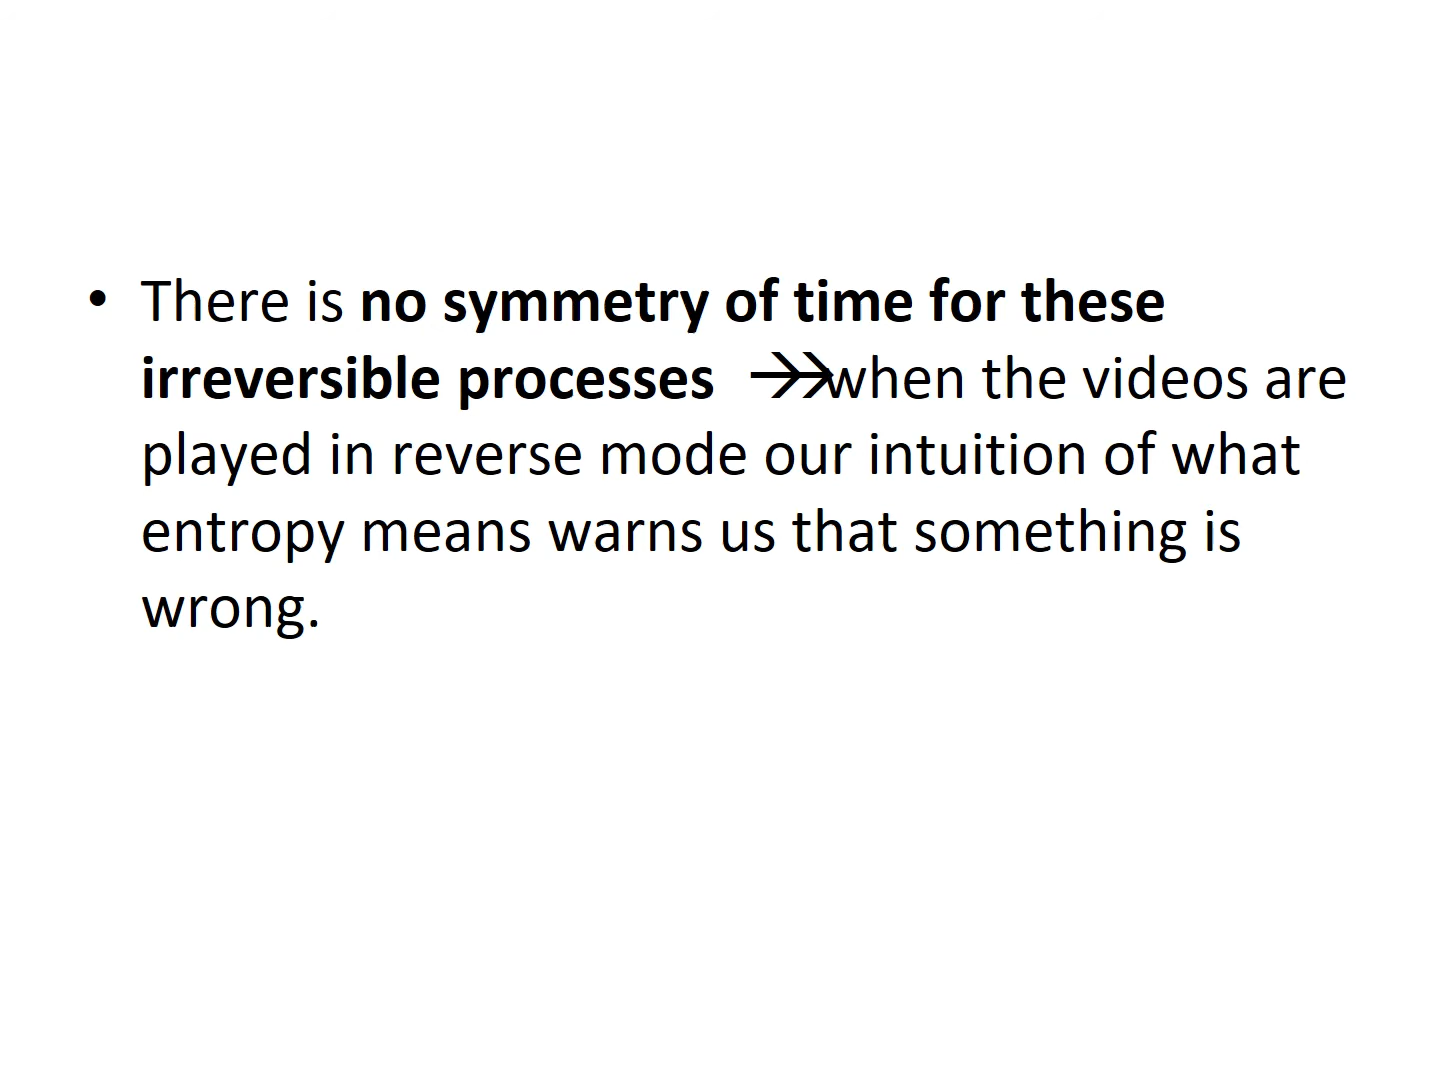 • There is no symmetry of time for these
irreversible processes →→when the videos are
played in reverse mode our intuition of what
entropy means warns us that something is
wrong.